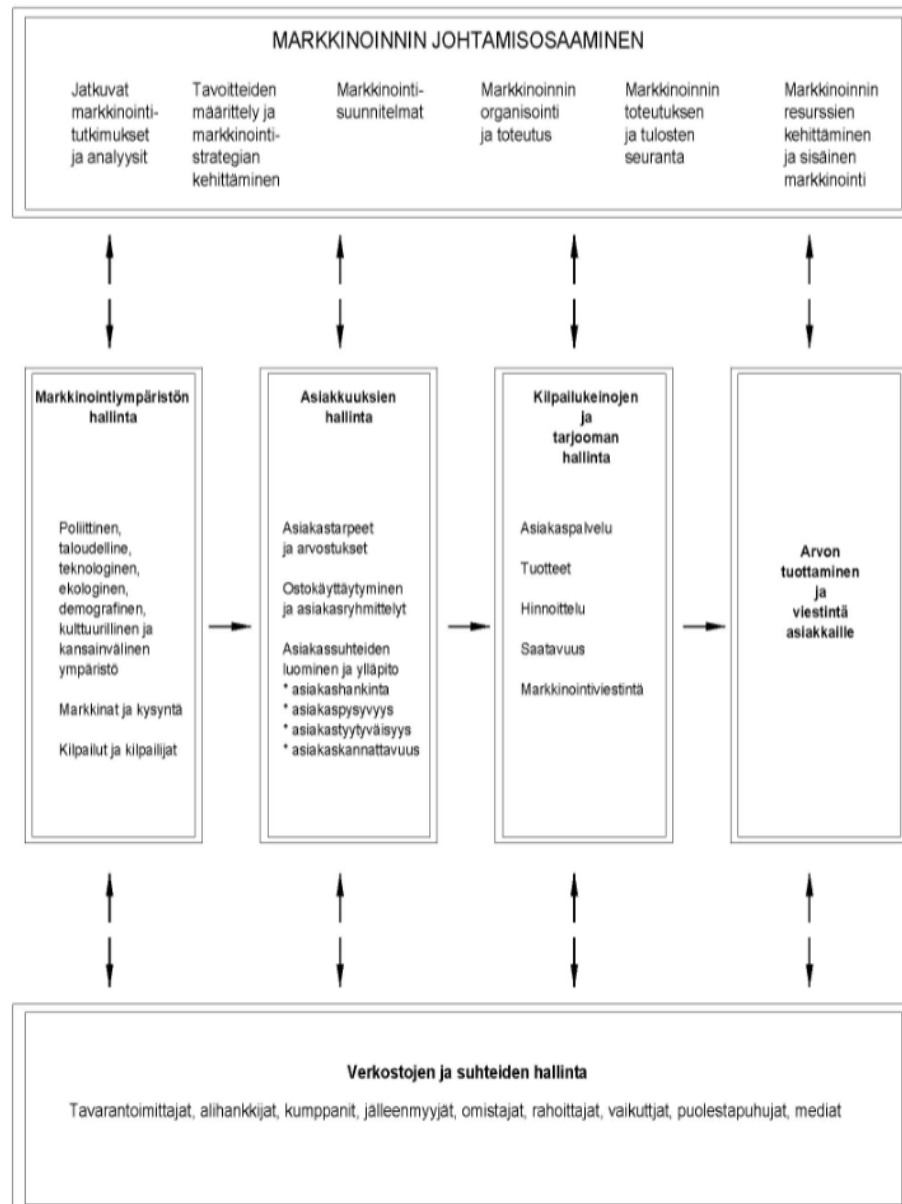 MARKKINOINNIN JOHTAMISOSAAMINEN
Jatkuvat
markkinointi-
tutkimukset
ja analyysit
Tavoitteiden
määrittely ja
markkinointi-
strategian
kehittäminen
Markkinointi-
suunnitelmat
Markkinoinnin
organisointi
ja toteutus
Markkinoinnin
toteutuksen
ja tulosten
seuranta
Markkinoinnin
resurssien
kehittäminen
ja sisäinen
markkinointi
Markkinointiympäristön
hallinta
Poliittinen,
taloudelline,
teknologinen,
ekologinen,
demografinen,
kulttuurillinen ja
kansainvälinen
ympäristö
Markkinat ja kysyntä
Kilpailut ja kilpailijat
Asiakkuuksien
hallinta
Asiakastarpeet
ja arvostukset
Ostokäyttäytyminen
ja asiakasryhmittelyt
Asiakassuhteiden
luominen ja ylläpito
* asiakashankinta
* asiakaspysyvyys
* asiakastyytyväisyys
* asiakaskannattavuus
Kilpailukeinojen
ja
tarjooman
hallinta
Asiakaspalvelu
Tuotteet
Hinnoittelu
Saatavuus
Markkinointiviestintä
Arvon
tuottaminen
ja
viestintä
asiakkaille
Verkostojen ja suhteiden hallinta
Tavarantoimittajat, alihankkijat, kumppanit, jälleenmyyjät, omistajat, rahoittajat, vaikuttjat, puolestapuhujat, mediat